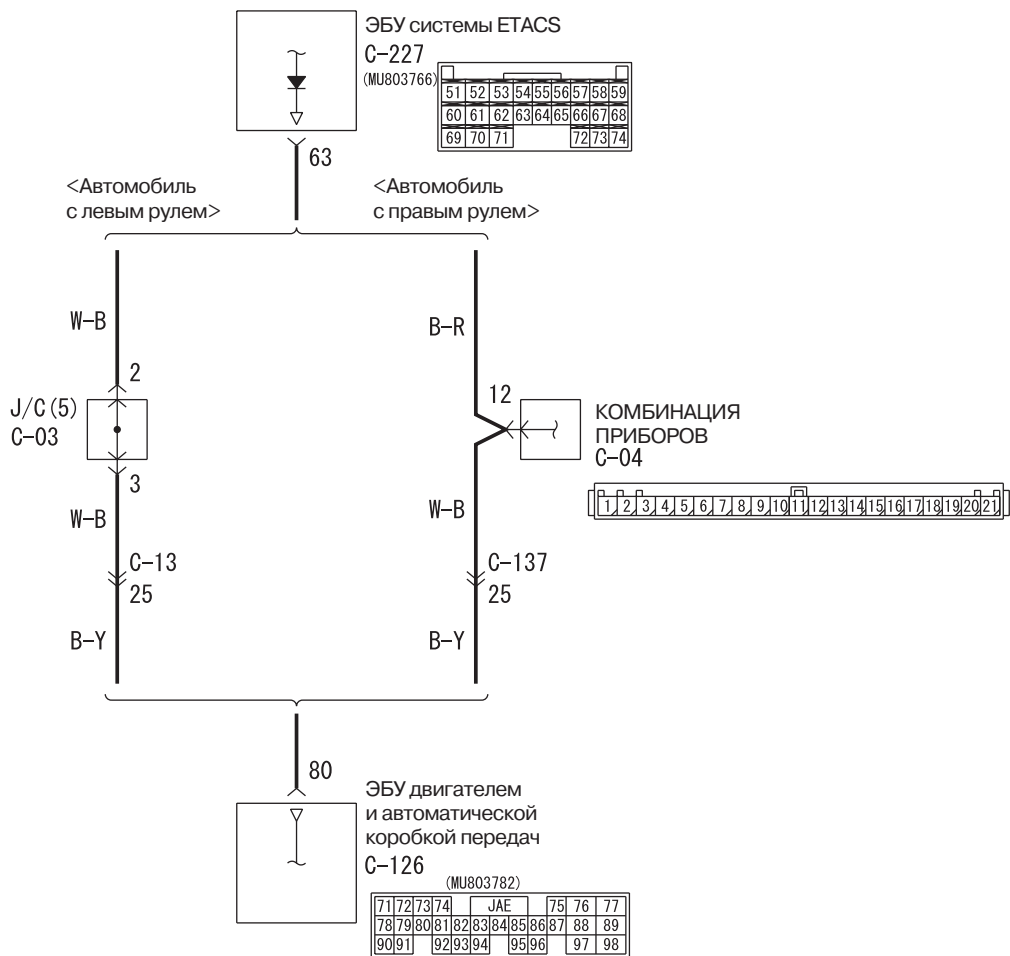 ЭБУ системы ETACS
C-227
(MU803766)
51 52 53 54 55 56 57 58 59
60 61 62 63 64 65 66 67 68
69 70 71 72 73 74
63
<Автомобиль
с левым рулем>
<Автомобиль
с правым рулем>
W-B
B-R
2
12
J/C(5)
C-03
КОМБИНАЦИЯ
ПРИБОРОВ
C-04
3
1 2 3 4 5 6 7 8 9 10 11 12 13 14 15 16 17 18 19 20 21
W-B
W-B
C-13
C-137
25
25
B-Y
B-Y
80
ЭБУ двигателем
и автоматической
коробкой передач
C-126
(MU803782)
71 72 73 74 JAE 75 76 77
78 79 80 81 82 83 84 85 86 87 88 89
90 91 92 93 94 95 96 97 98